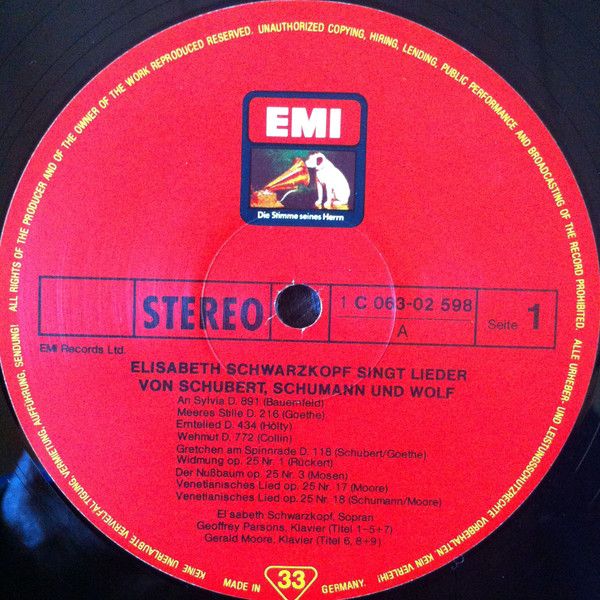 ALL RIGHTS OF THE PRODUCER AND OF THE OWNER OF THE WORK REPRODUCED RESERVED. UNAUTHORIZED COPYING, HIRING, LENDING, PUBLIC PERFORMANCE AND BROADCASTING OF THE RECORD PROHIBITED.
ALLE URHEBER- UND LEISTUNGSSCHUTZRECHTE VORBEHALTEN. KEIN VERLEIH! KEINE UNERLAUBTE VERVIELFÄLTIGUNG, VERMIETUNG, AUFFÜHRUNG, SENDUNG!
EMI
Die Stimme seines Herrn
STEREO
1 C 063-02 598
A
Seite 1
EMI Records Ltd.
ELISABETH SCHWARZKOPF SINGT LIEDER
VON SCHUBERT, SCHUMANN UND WOLF
An Sylvia D. 891 (Bauernfeld)
Meeres Stille D. 216 (Goethe)
Erntelied D. 434 (Hölty)
Wehmut D. 772 (Collin)
Gretchen am Spinnrade D. 118 (Schubert/Goethe)
Widmung op. 25 Nr. 1 (Rückert)
Der Nußbaum op. 25 Nr. 3 (Mosen)
Venetianisches Lied op. 25 Nr. 17 (Moore)
Venetianisches Lied op. 25 Nr. 18 (Schumann/Moore)
Elisabeth Schwarzkopf, Sopran
Geoffrey Parsons, Klavier (Titel 1-5+7)
Gerald Moore, Klavier (Titel 6, 8+9)
MADE IN 33 GERMANY